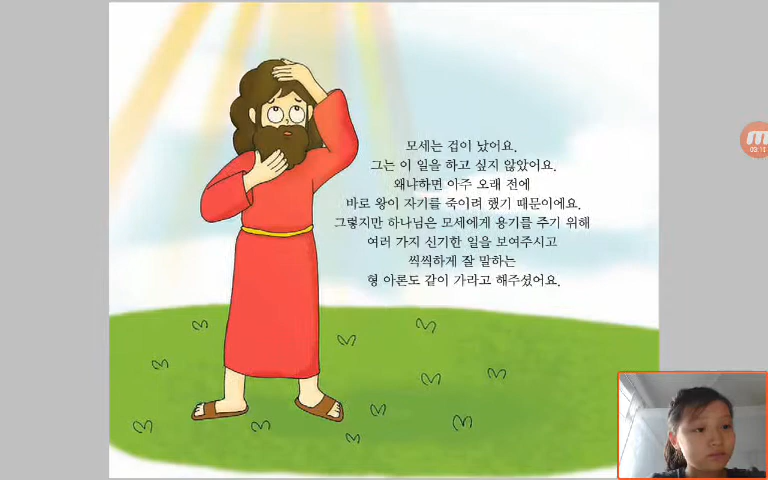 모세는 겁이 났어요.
그는 이 일을 하고 싶지 않았어요.
왜냐하면 아주 오래 전에
바로 왕이 자기를 죽이려 했기 때문이에요.
그렇지만 하나님은 모세에게 용기를 주기 위해
여러 가지 신기한 일을 보여주시고
씩씩하게 잘 말하는
형 아론도 같이 가라고 해주셨어요.